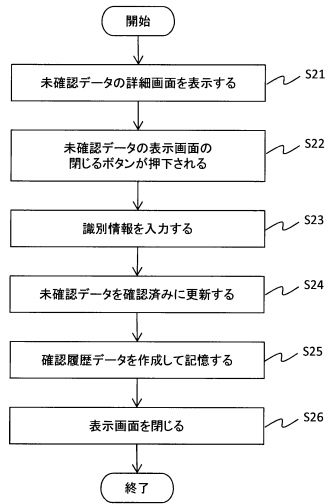 開始
未確認データの詳細画面を表示する
S21
未確認データの表示画面の
閉じるボタンが押下される
S22
識別情報を入力する
S23
未確認データを確認済みに更新する
S24
確認履歴データを作成して記憶する
S25
表示画面を閉じる
S26
終了